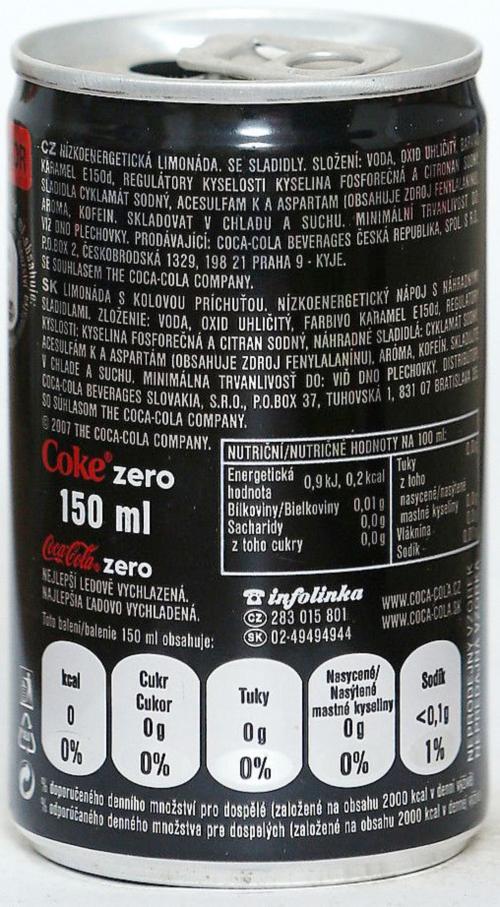 CZ NÍZKOENERGETICKÁ LIMONÁDA. SE SLADIDLY. SLOŽENÍ: VODA, OXID UHLIČITÝ,
KARAMEL E150d, REGULÁTORY KYSELOSTI KYSELINA FOSFOREČNÁ A CITRONAN
SLADIDLA CYKLAMÁT SODNÝ, ACESULFAM K A ASPARTAM (OBSAHUJE ZDROJ
AROMA, KOFEIN. SKLADOVAT V CHLADU A SUCHU. MINIMÁLNÍ TRVANLIVOST
VIZ DNO PLECHOVKY. PRODÁVAJÍCÍ: COCA-COLA BEVERAGES ČESKÁ REPUBLIKA, SPOL S
P.O.BOX 2, ČESKOBRODSKÁ 1329, 198 21 PRAHA 9 - KYJE.
SE SOUHLASEM THE COCA-COLA COMPANY.
SK LIMONÁDA S KOLOVOU PRÍCHUŤOU. NÍZKOENERGETICKÝ NÁPOJ S
SLADIDLAMI. ZLOŽENIE: VODA, OXID UHLIČITÝ, FARBIVO KARAMEL E150d,
KYSLOSTI: KYSELINA FOSFOREČNÁ A CITRAN SODNÝ, NÁHRADNÉ SLADIDLÁ: CYKLAMÁT
ACESULFÁM K A ASPARTÁM (OBSAHUJE ZDROJ FENYLALANÍNU), ARÓMA, KOFEÍN.
V CHLADE A SUCHU. MINIMÁLNA TRVANLIVOSŤ DO: VIĎ DNO PLECHOVKY.
COCA-COLA BEVERAGES SLOVAKIA, S.R.O., P.O.BOX 37, TUHOVSKÁ 1, 831 07 BRATISLAVA
SO SÚHLASOM THE COCA-COLA COMPANY.
© 2007 THE COCA-COLA COMPANY.
Coke® zero
150 ml
NUTRIČNÍ/NUTRIČNÉ HODNOTY NA 100 ml:
Energetická hodnota 0,9 kJ, 0,2 kcal
Bílkoviny/Bielkoviny 0,01 g
Sacharidy 0,0 g
z toho cukry 0,0 g
Tuky
z toho
nasycené/nasýtené
mastné kyseliny
Vláknina
Sodík
Coca-Cola® zero
NEJLEPŠÍ LEDOVĚ VYCHLAZENÁ.
NAJLEPŠIA ĽADOVO VYCHLADENÁ.
infolinka
CZ 283 015 801
SK 02-49494944
WWW.COCA-COLA.CZ
WWW.COCA-COLA.SK
Toto balení/balenie 150 ml obsahuje:
kcal
0
0%
Cukr
Cukor
0g
0%
Tuky
0g
0%
Nasycené/
Nasýtené
mastné kyseliny
0g
0%
Sodík
<0,1g
1%
% doporučeného denního množství pro dospělé (založené na obsahu 2000 kcal v denní
% odporúčaného denného množstva pre dospelých (založené na obsahu 2000 kcal v dennej
NEPRODEJNÝ VZOREK